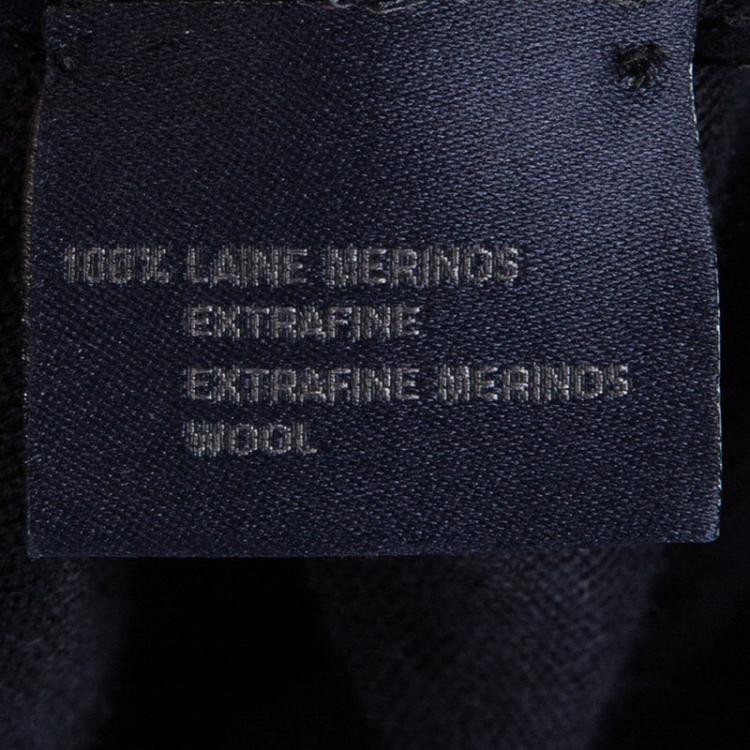 100% LAINE MERINOS
EXTRAFINE
EXTRAFINE MERINOS
WOOL